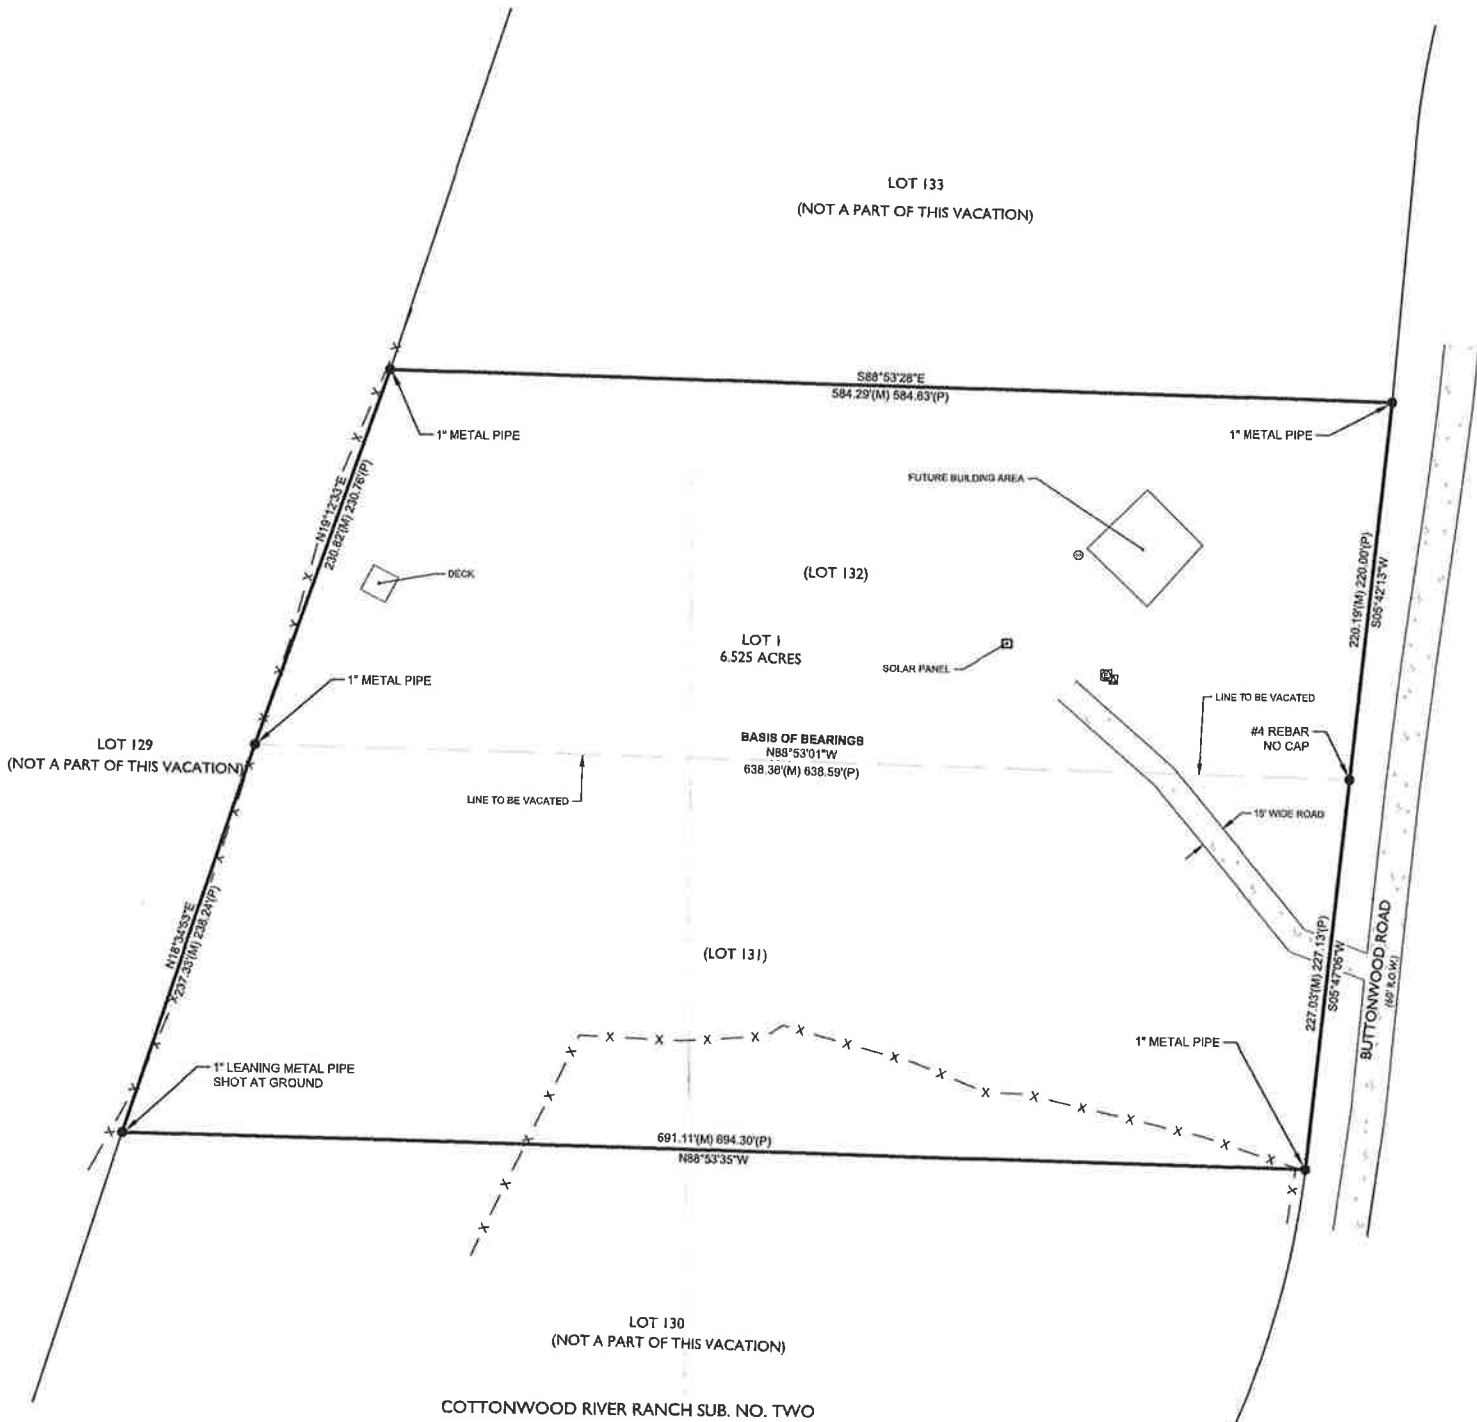 LOT 133
(NOT A PART OF THIS VACATION)
S88°53'28"E
584.29'(M) 584.63'(P)
1" METAL PIPE
1" METAL PIPE
N19°12'33"E
230.82'(M) 230.76'(P)
FUTURE BUILDING AREA
DECK
(LOT 132)
220.19'(M) 220.00'(P)
S05°42'13"W
LOT 1
6.525 ACRES
SOLAR PANEL
1" METAL PIPE
LINE TO BE VACATED
#4 REBAR
NO CAP
LOT 129
(NOT A PART OF THIS VACATION)
BASIS OF BEARINGS
N88°53'01"W
638.36'(M) 638.59'(P)
LINE TO BE VACATED
15' WIDE ROAD
N18°34'53"E
237.33'(M) 238.24'(P)
(LOT 131)
227.03'(M) 227.13'(P)
S05°47'06"W
BUTTONWOOD ROAD
(60' R.O.W.)
1" METAL PIPE
1" LEANING METAL PIPE
SHOT AT GROUND
691.11'(M) 694.30'(P)
N88°53'35"W
LOT 130
(NOT A PART OF THIS VACATION)
COTTONWOOD RIVER RANCH SUB. NO. TWO